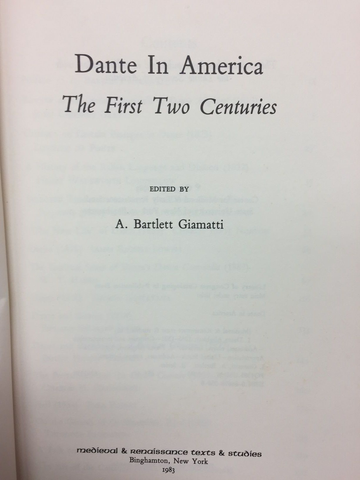 Dante In America
The First Two Centuries
EDITED BY
A. Bartlett Giamatti
medieval & Renaissance texts & studies
Binghamton, New York
1983